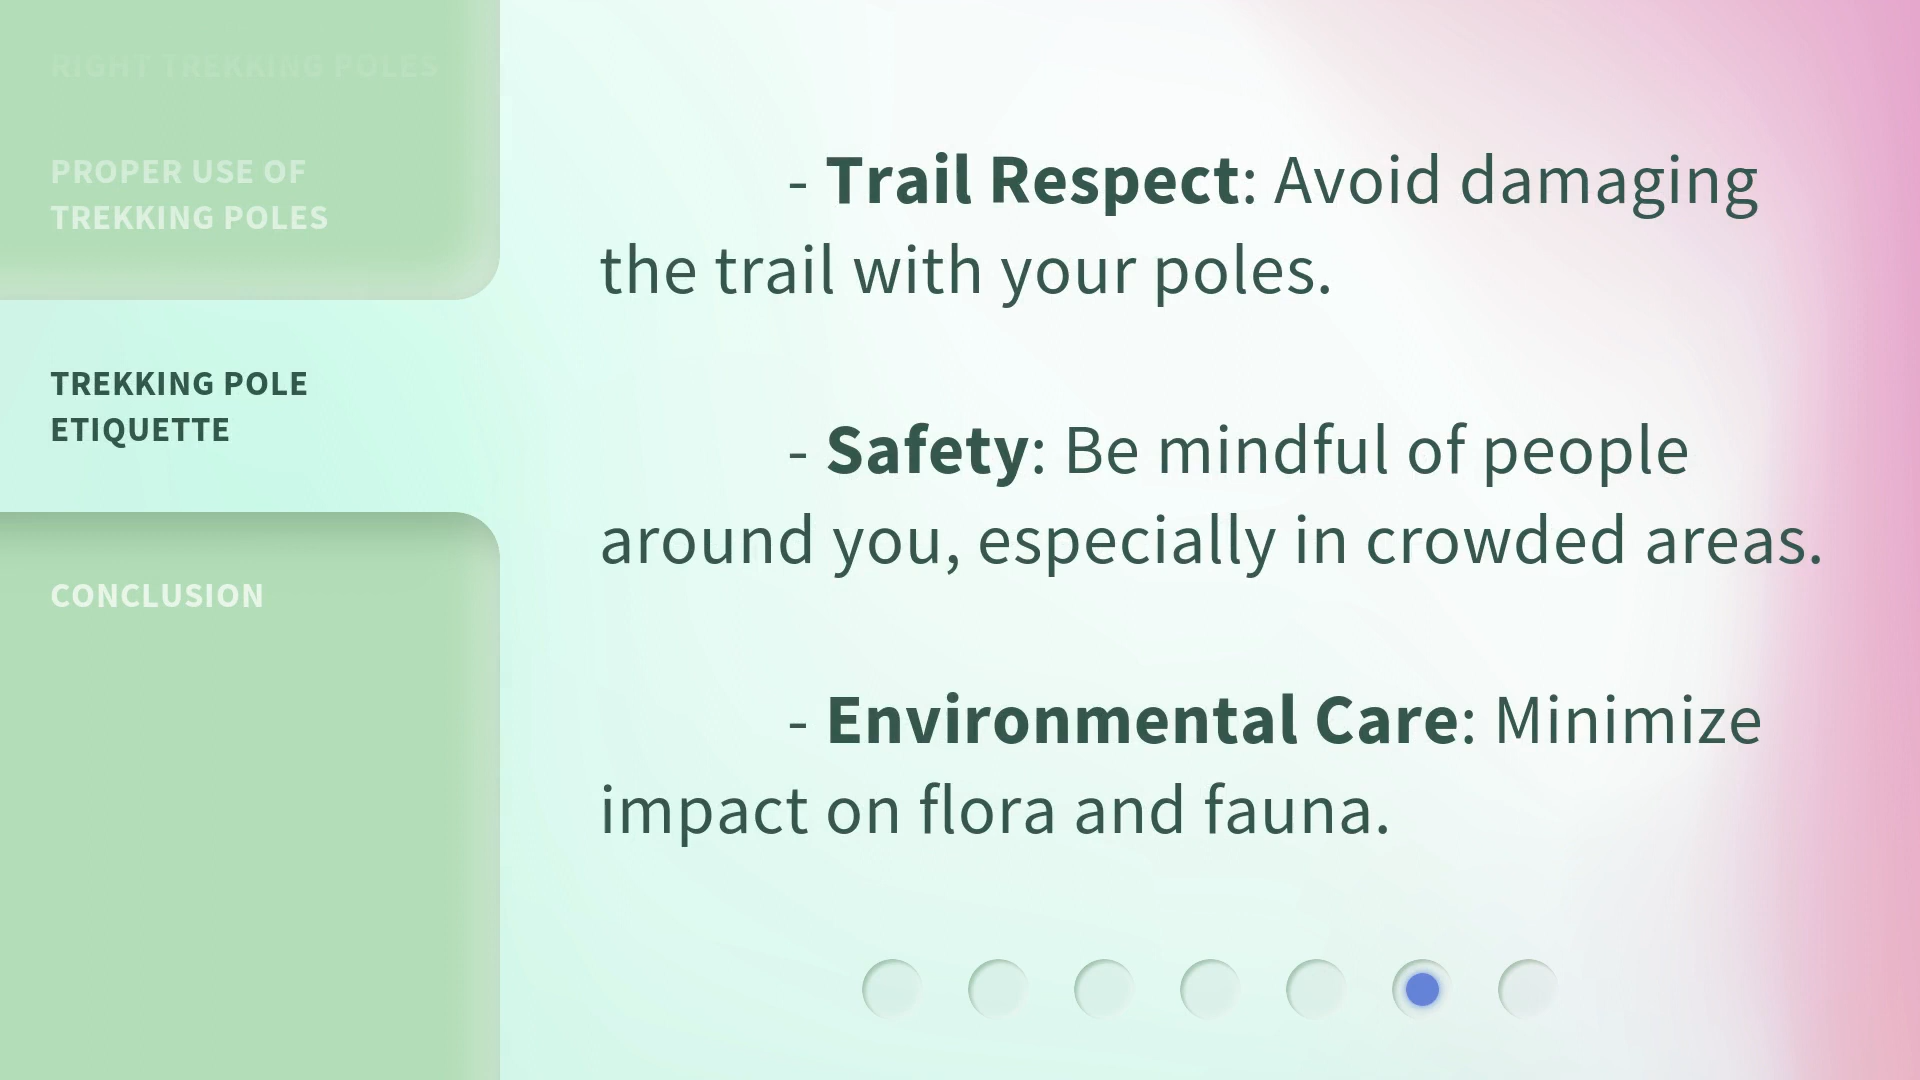 RIGHT TREKKING POLES
PROPER USE OF
TREKKING POLES
TREKKING POLE
ETIQUETTE
CONCLUSION
- Trail Respect: Avoid damaging
the trail with your poles.
- Safety: Be mindful of people
around you, especially in crowded areas.
- Environmental Care: Minimize
impact on flora and fauna.